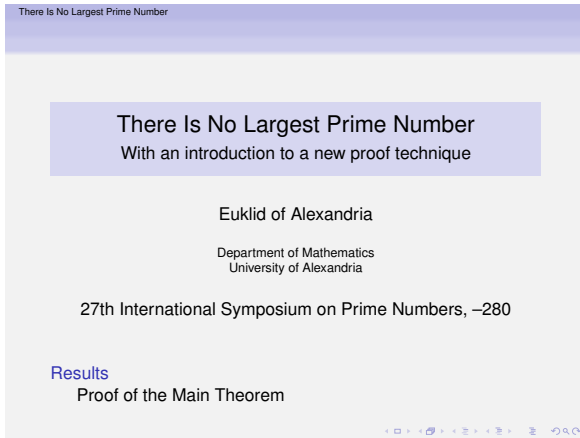 There Is No Largest Prime Number
There Is No Largest Prime Number
With an introduction to a new proof technique
Euklid of Alexandria
Department of Mathematics
University of Alexandria
27th International Symposium on Prime Numbers, –280
Results
Proof of the Main Theorem